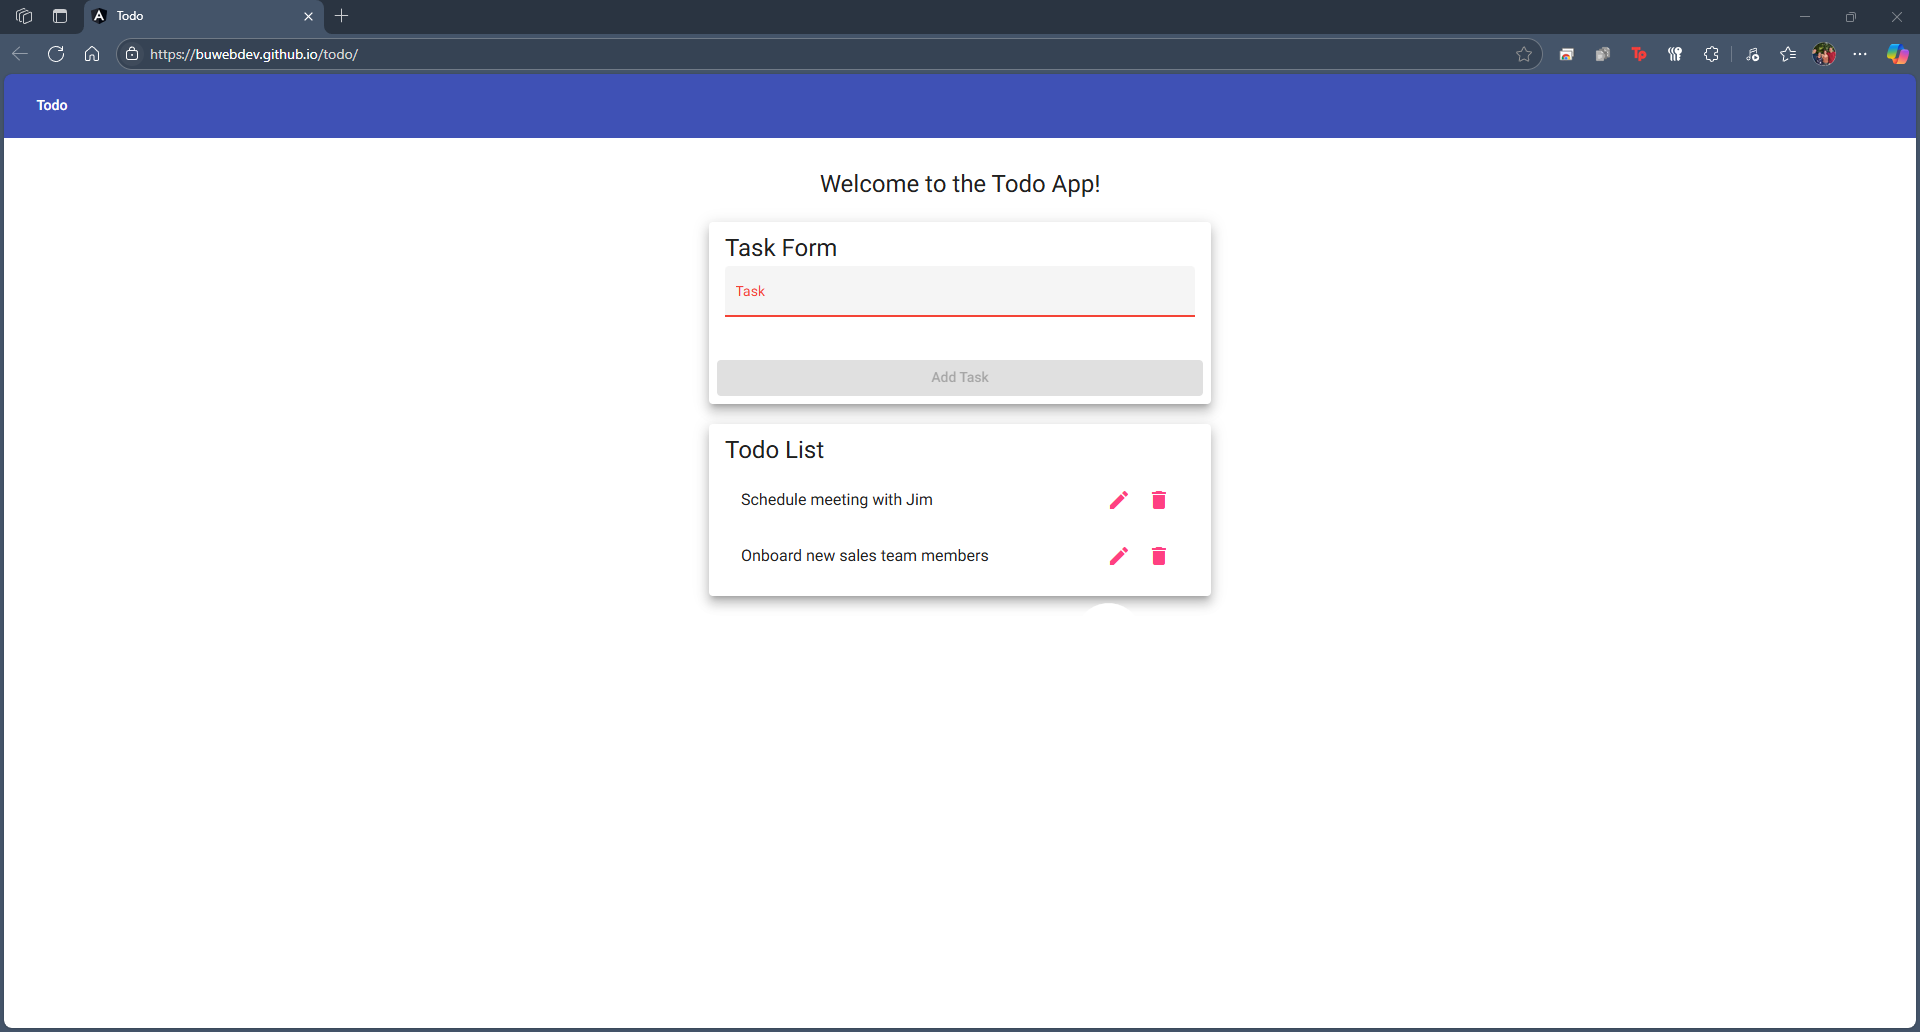 Todo
https://buwebdev.github.io/todo/
Tp
Todo
Welcome to the Todo App!
Task Form
Task
Add Task
Todo List
Schedule meeting with Jim
Onboard new sales team members